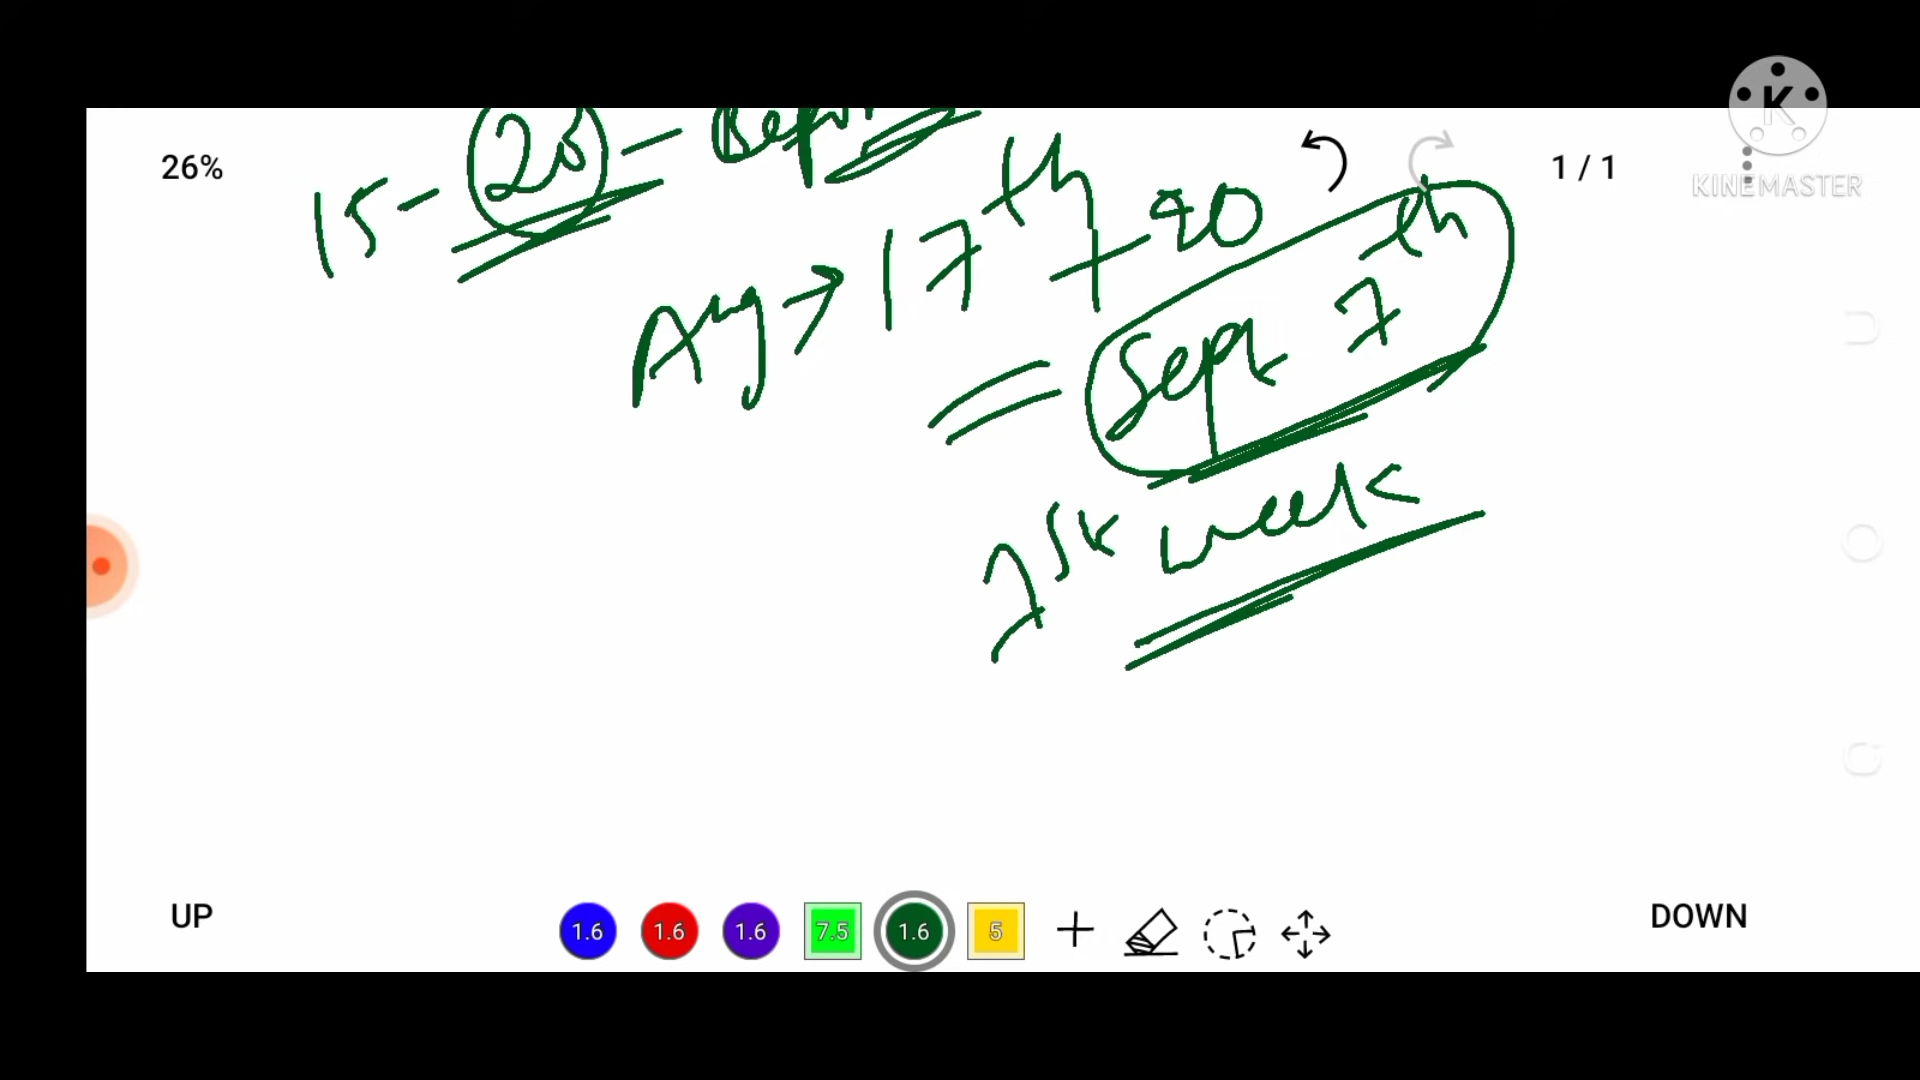 26%
1 / 1
KINEMASTER
15 - 20 -
Aug → 17th + 20
= Sept 7th
1st week
UP
1.6 1.6 1.6 7.5 1.6 5
DOWN